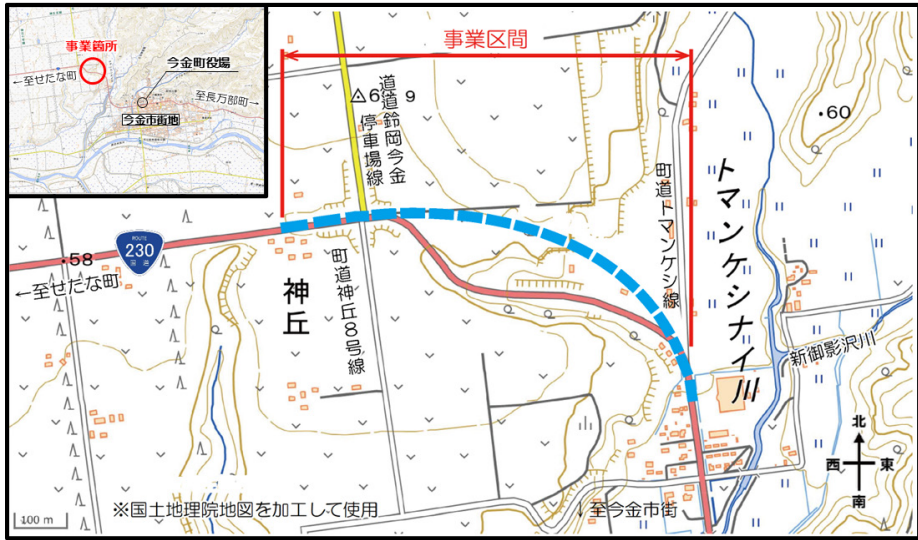 事業箇所
←至せたな町
今金町役場
至長万部町→
今金市街地
事業区間
△6 9
道道鈴岡今金
停車場線
町道トマンケシ線
トマンケシナイ川
・60
ROUTE
230
国道
・58
←至せたな町
神丘
町道神丘8号線
新御影沢川
北
西
東
南
100 m
※国土地理院地図を加工して使用
↓至今金市街